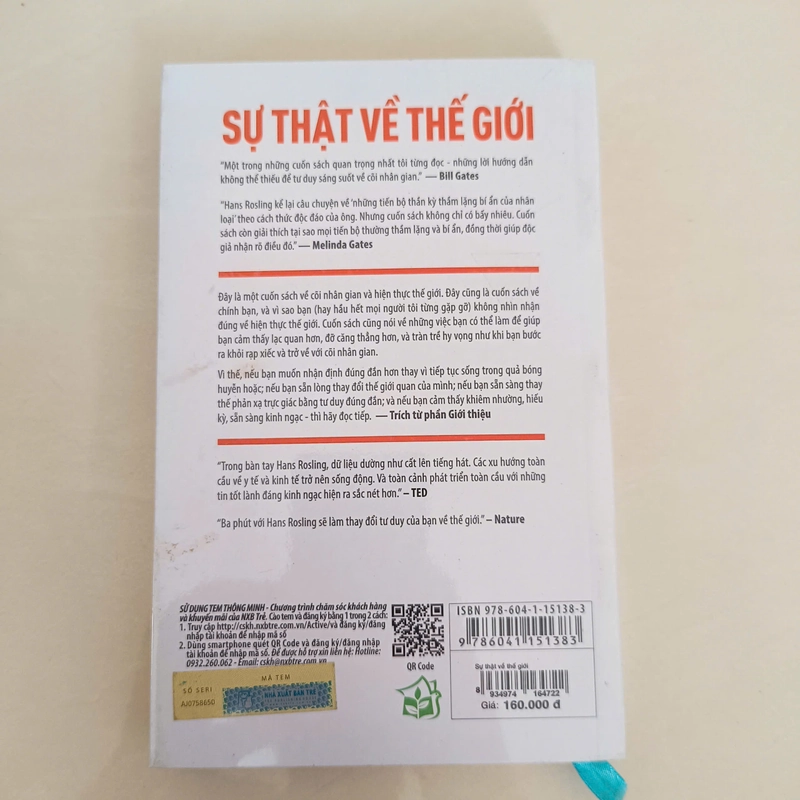 SỰ THẬT VỀ THẾ GIỚI
"Một trong những cuốn sách quan trọng nhất tôi từng đọc - những lời hướng dẫn
không thể thiếu để tư duy sáng suốt về cõi nhân gian." — Bill Gates
"Hans Rosling kể lại câu chuyện về 'những tiến bộ thần kỳ thầm lặng bí ẩn của nhân
loại' theo cách thức độc đáo của ông. Nhưng cuốn sách không chỉ có bấy nhiêu. Cuốn
sách còn giải thích tại sao mọi tiến bộ thường thầm lặng và bí ẩn, đồng thời giúp độc
giả nhận rõ điều đó." — Melinda Gates
Đây là một cuốn sách về cõi nhân gian và hiện thực thế giới. Đây cũng là cuốn sách về
chính bạn, và vì sao bạn (hay hầu hết mọi người tôi từng gặp gỡ) không nhìn nhận
đúng về hiện thực thế giới. Cuốn sách cũng nói về những việc bạn có thể làm để giúp
bạn cảm thấy lạc quan hơn, đỡ căng thẳng hơn, và tràn trề hy vọng như khi bạn bước
ra khỏi rạp xiếc và trở về với cõi nhân gian.
Vì thế, nếu bạn muốn nhận định đúng đắn hơn thay vì tiếp tục sống trong quả bóng
huyễn hoặc; nếu bạn sẵn lòng thay đổi thế giới quan của mình; nếu bạn sẵn sàng thay
thế phản xạ trực giác bằng tư duy đúng đắn; và nếu bạn cảm thấy khiêm nhường, hiếu
kỳ, sẵn sàng kinh ngạc - thì hãy đọc tiếp. — Trích từ phần Giới thiệu
"Trong bàn tay Hans Rosling, dữ liệu dường như cất lên tiếng hát. Các xu hướng toàn
cầu về y tế và kinh tế trở nên sống động. Và toàn cảnh phát triển toàn cầu với những
tin tốt lành đáng kinh ngạc hiện ra sắc nét hơn." – TED
"Ba phút với Hans Rosling sẽ làm thay đổi tư duy của bạn về thế giới." – Nature
SỬ DỤNG TEM THÔNG MINH - Chương trình chăm sóc khách hàng
và khuyến mãi của NXB Trẻ. Cào tem và đăng ký bằng 1 trong 2 cách:
1. Truy cập http://cskh.nxbtre.com.vn/Active/và đăng ký/đăng
nhập tài khoản để nhập mã số
2. Dùng smartphone quét QR Code và đăng ký/đăng nhập
tài khoản để nhập mã số. Để được hỗ trợ xin liên hệ: Hotline:
0932.260.062 - Email: cskh@nxbtre.com.vn
QR Code
MÃ TEM
SỐ SERI
AJ0756650
NHÀ XUẤT BẢN TRẺ
ISBN 978-604-1-15138-3
9 786041 151383
Sự thật về thế giới
8 934974 164722
Giá: 160.000 đ